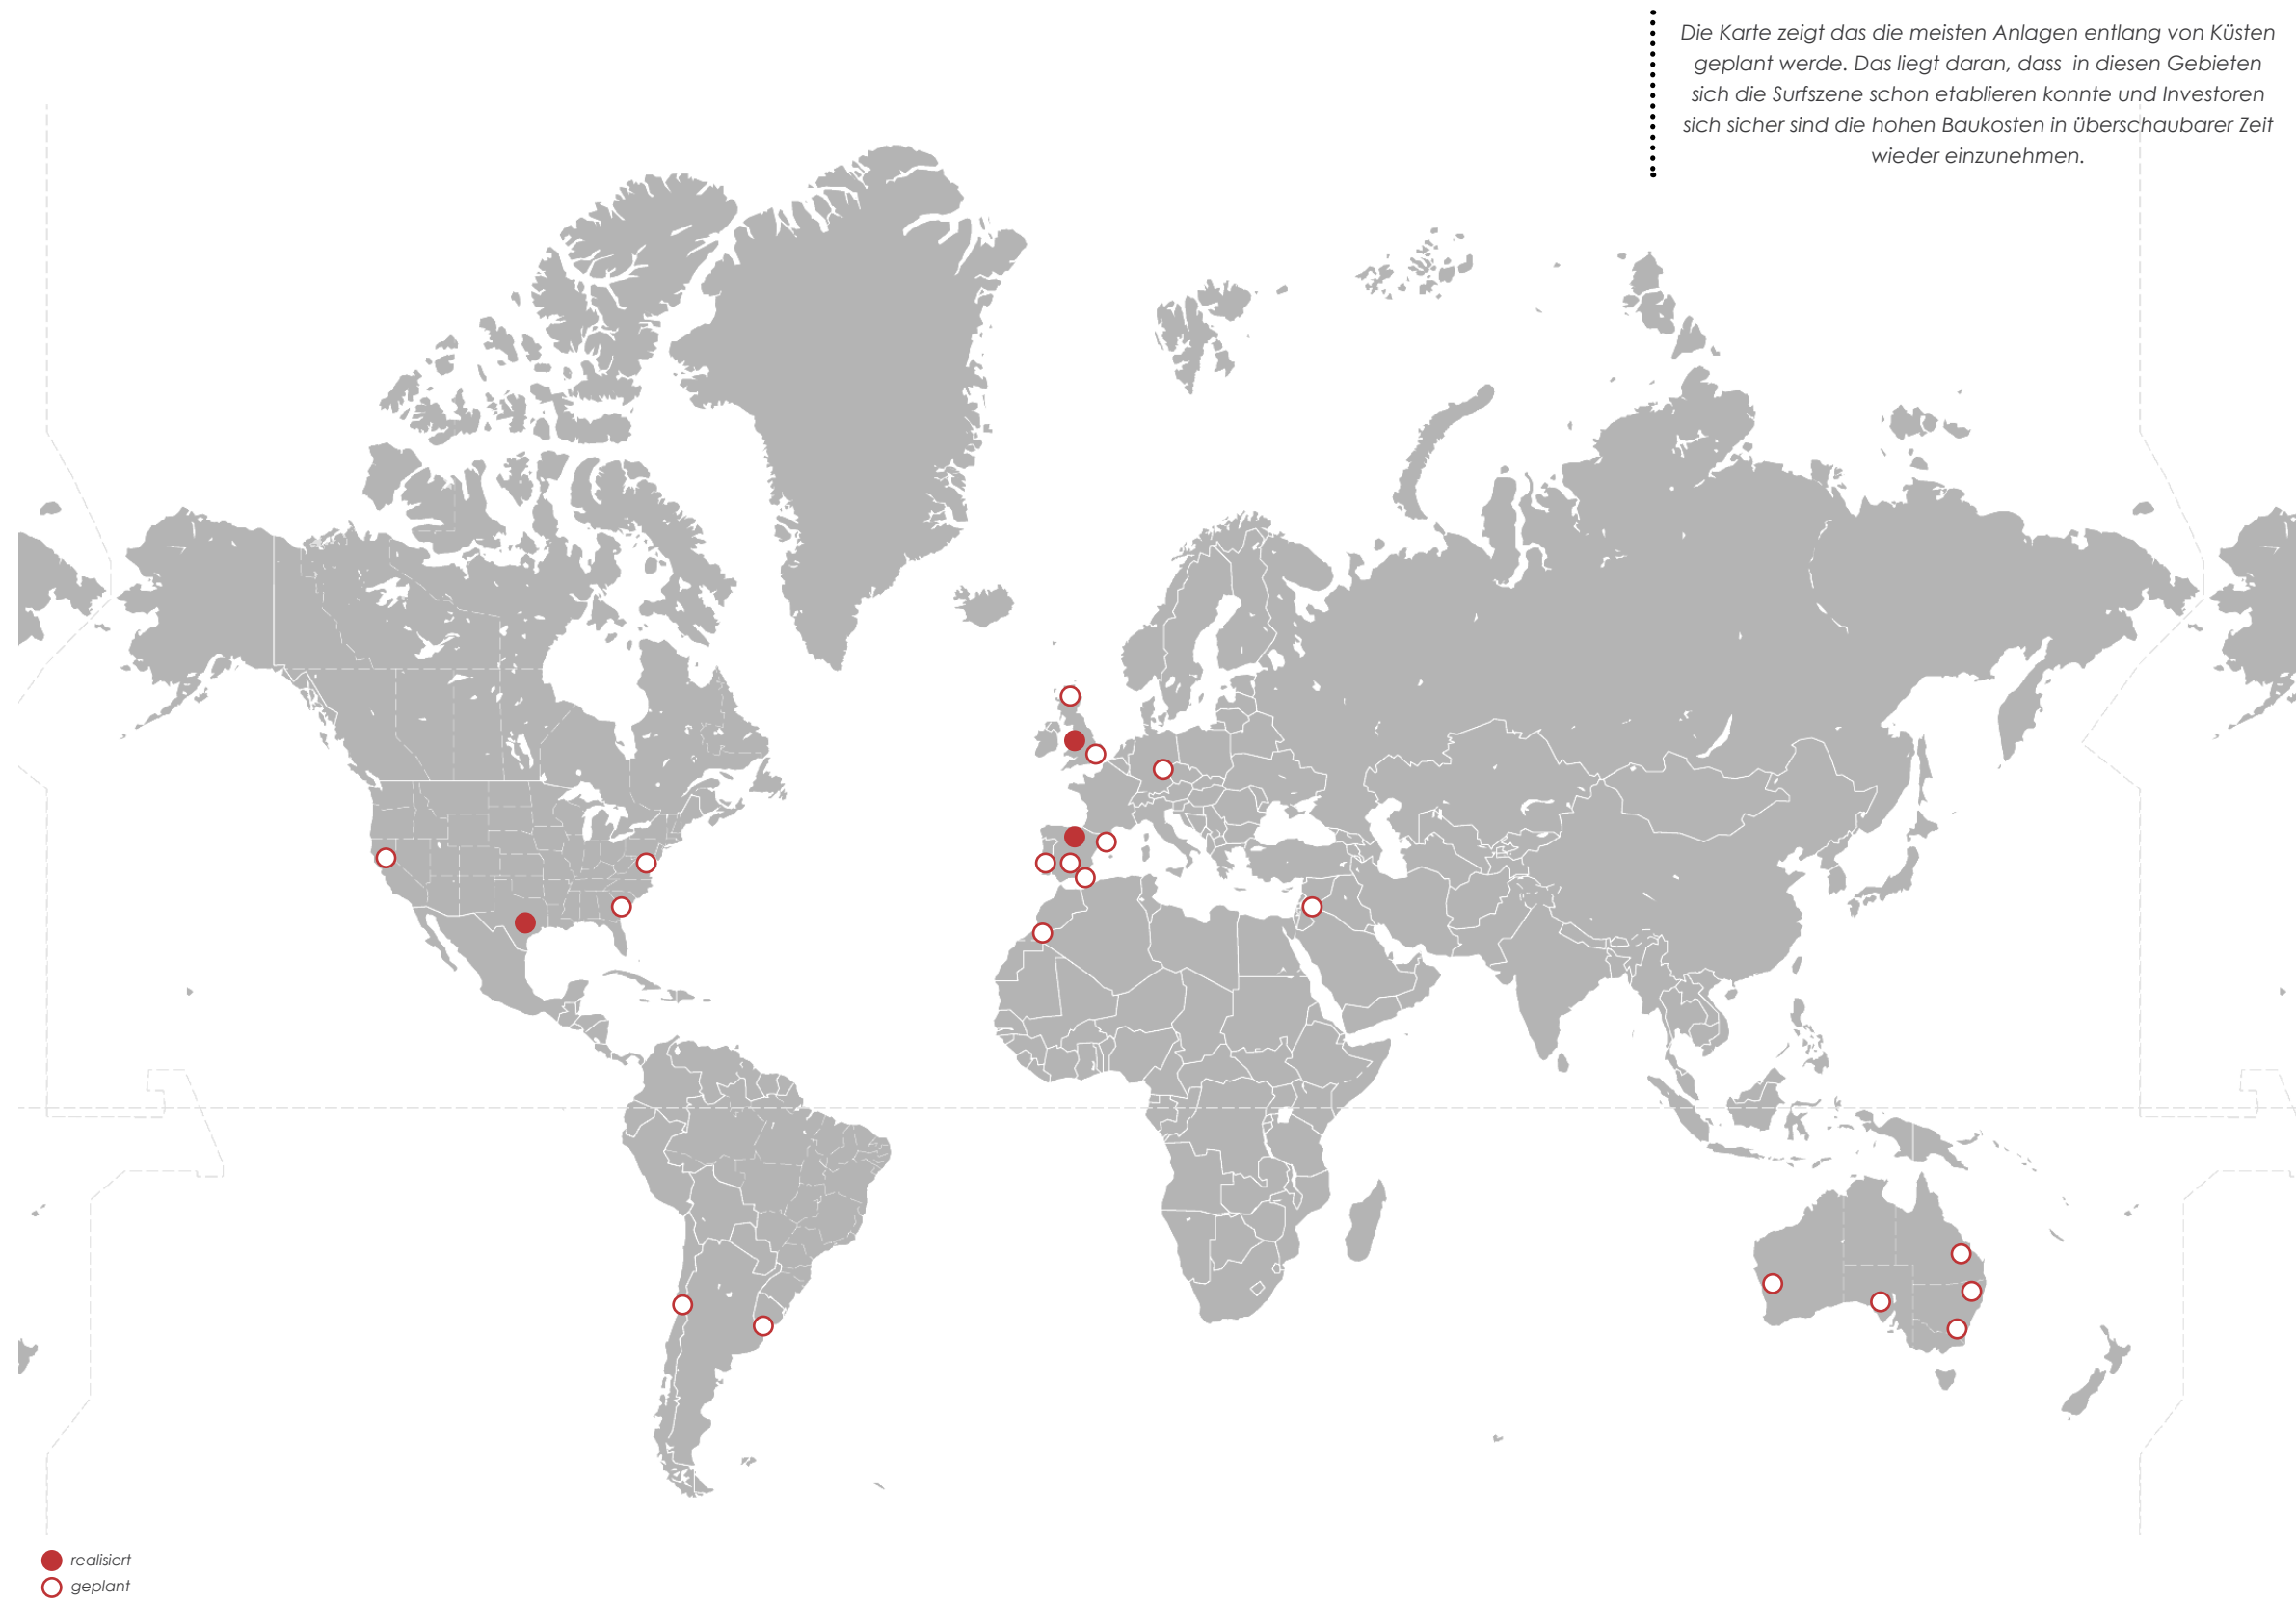 Die Karte zeigt das die meisten Anlagen entlang von Küsten
geplant werde. Das liegt daran, dass in diesen Gebieten
sich die Surfszene schon etablieren konnte und Investoren
sich sicher sind die hohen Baukosten in überschaubarer Zeit
wieder einzunehmen.
realisiert
geplant